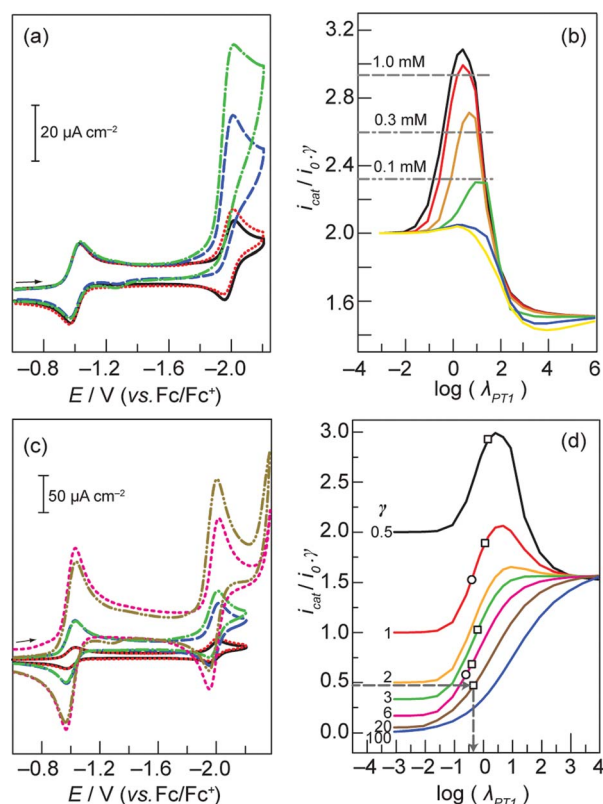 (a)
20 µA cm⁻²
−0.8 −1.2 −1.6 −2.0
E / V (vs. Fc/Fc⁺)
(b)
i_cat / i_0·γ
3.2
2.8
2.4
2.0
1.6
1.0 mM
0.3 mM
0.1 mM
−4 −2 0 2 4 6
log ( λ_PT1 )
(c)
50 µA cm⁻²
−0.8 −1.2 −1.6 −2.0
E / V (vs. Fc/Fc⁺)
(d)
i_cat / i_0·γ
3.0
2.5
2.0
1.5
1.0
0.5
0.0
γ
0.5
1
2
3
6
20
100
−4 −3 −2 −1 0 1 2 3 4
log ( λ_PT1 )